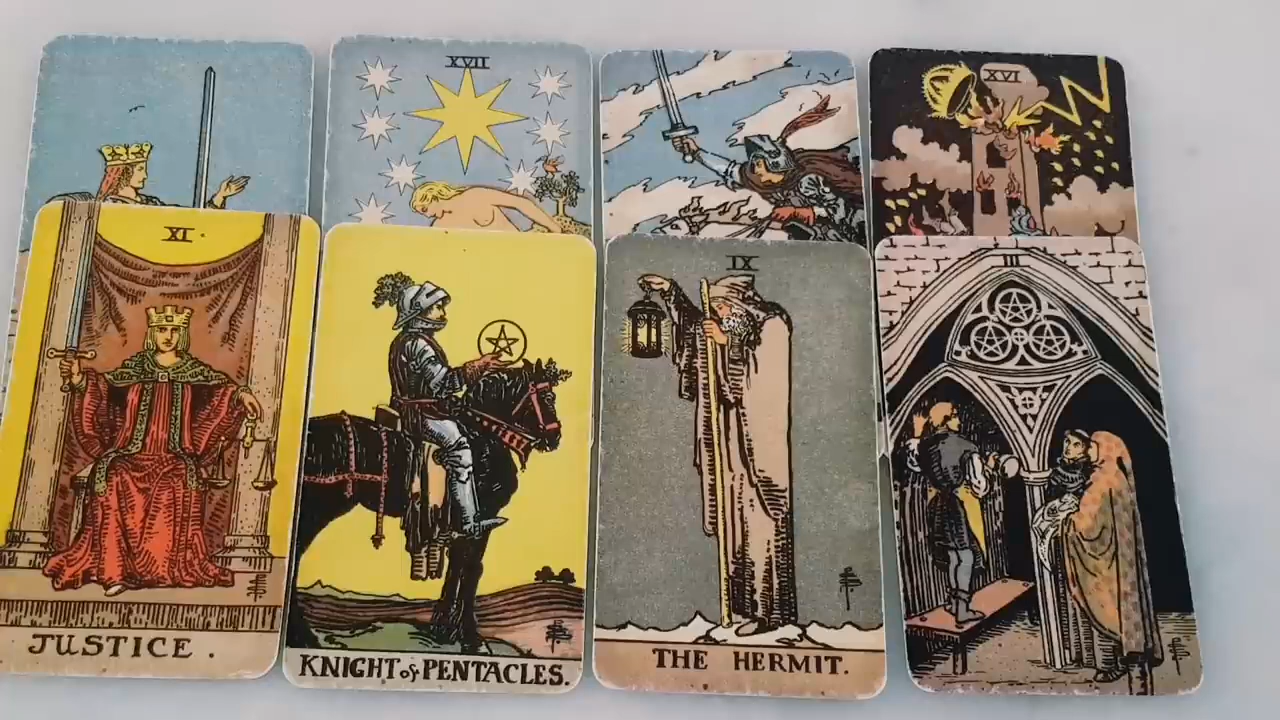 XVII
XVI
XI.
IX
III
JUSTICE.
KNIGHT of PENTACLES.
THE HERMIT.